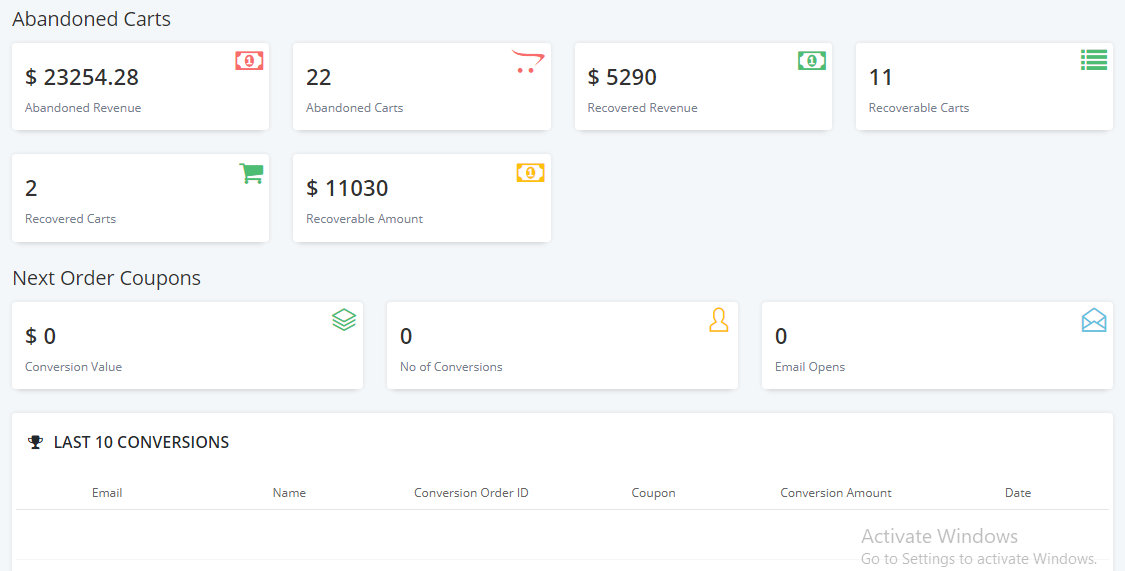 Abandoned Carts
$ 23254.28
Abandoned Revenue
22
Abandoned Carts
$ 5290
Recovered Revenue
11
Recoverable Carts
2
Recovered Carts
$ 11030
Recoverable Amount
Next Order Coupons
$ 0
Conversion Value
0
No of Conversions
0
Email Opens
LAST 10 CONVERSIONS
Email Name Conversion Order ID Coupon Conversion Amount Date
Activate Windows
Go to Settings to activate Windows.